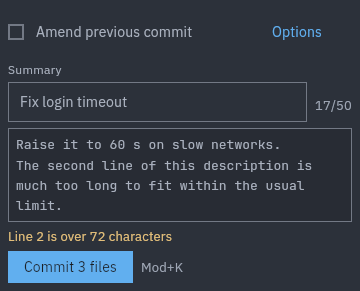 Amend previous commit Options
Summary
Fix login timeout 17/50
Raise it to 60 s on slow networks.
The second line of this description is
much too long to fit within the usual
limit.
Line 2 is over 72 characters
Commit 3 files Mod+K